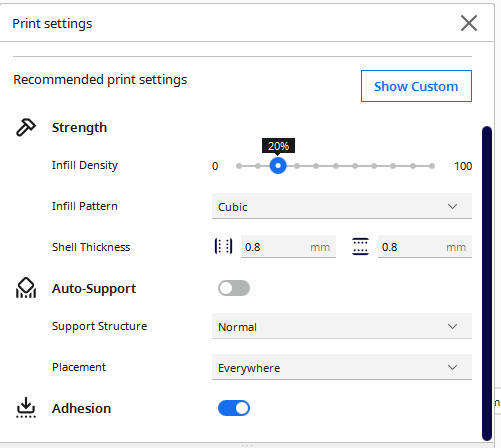 Print settings
Recommended print settings
Show Custom
Strength
20%
Infill Density 0 100
Infill Pattern Cubic
Shell Thickness 0.8 mm 0.8 mm
Auto-Support
Support Structure Normal
Placement Everywhere
Adhesion